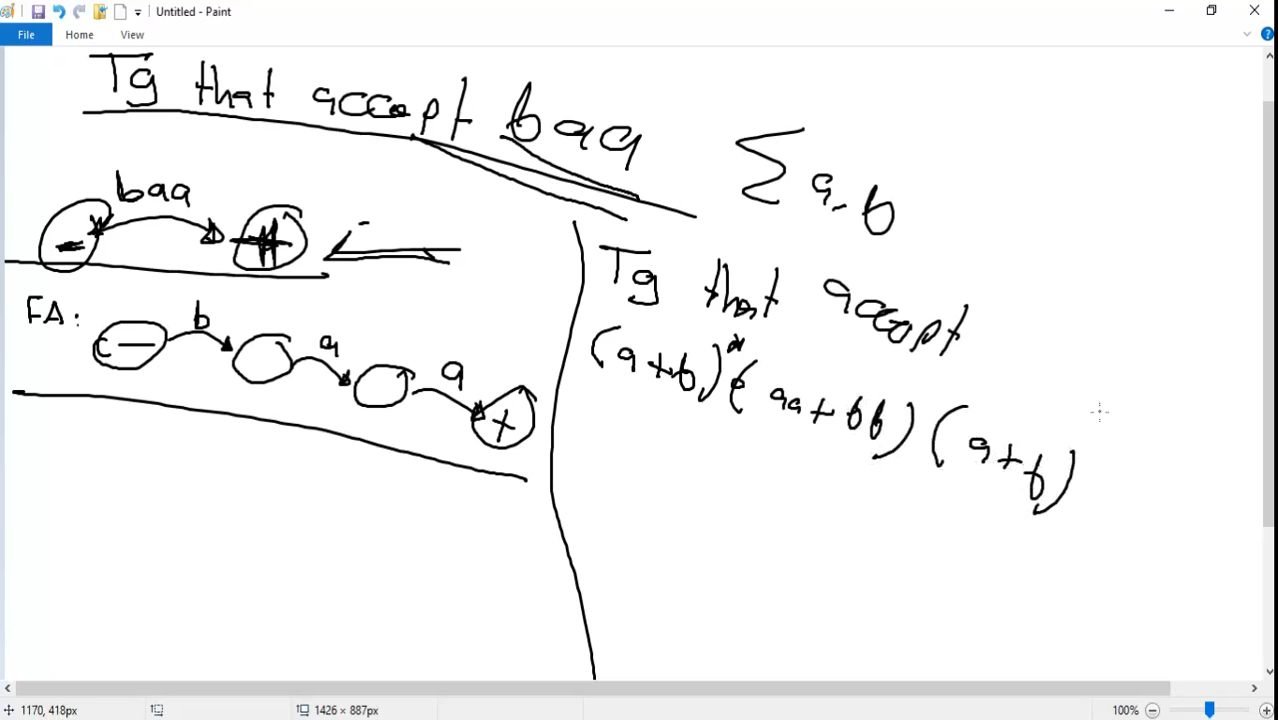 Untitled - Paint
File Home View
Tg that accept baa
Σ a, b
baa
- +
FA:
- b a a +
Tg that accept
(a+b)* (aa+bb) (a+b)
1170, 418px
1426 × 887px
100%